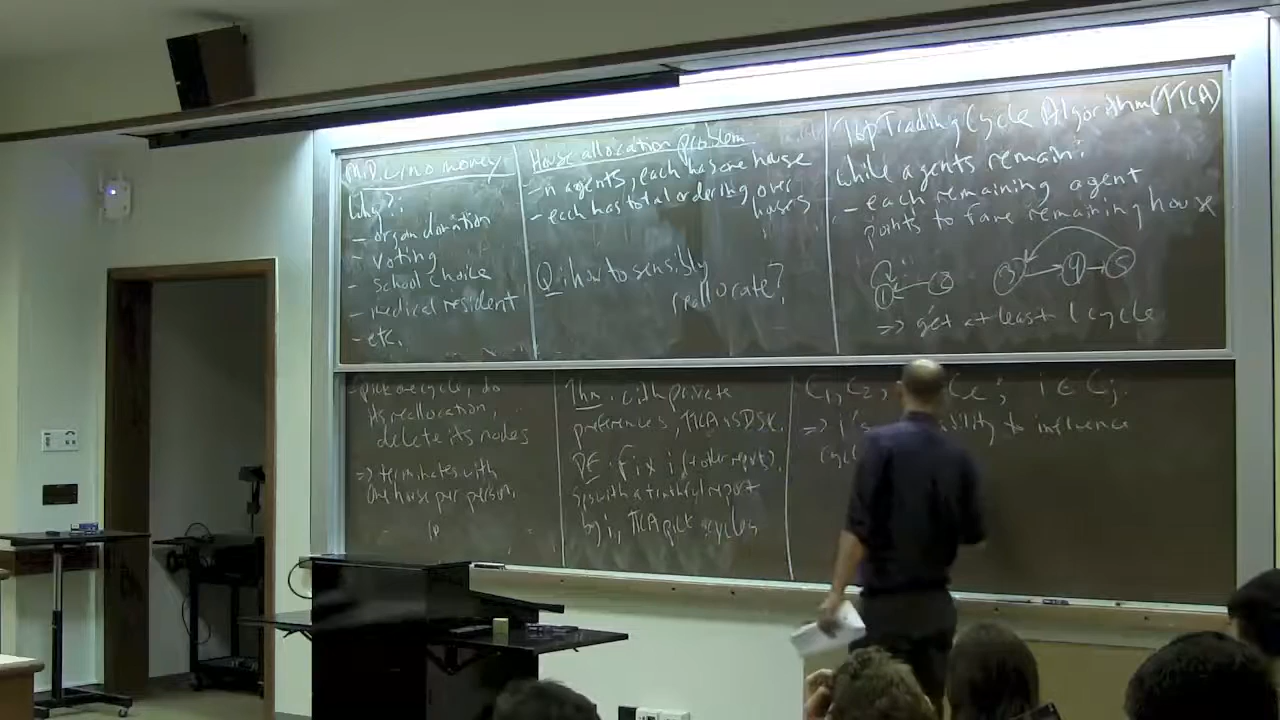 M.D. w/ no money
Why?:
- organ donation
- voting
- school choice
- medical resident
- etc.
House allocation problem
- n agents, each has one house
- each has total ordering over
houses
Q: how to sensibly
reallocate?
Top Trading Cycle Algorithm (TTCA)
while agents remain:
- each remaining agent
points to fave remaining house
1 2 3 4 5
=> get at least 1 cycle
- pick one cycle, do
its reallocation,
delete its nodes
=> terminates with
one house per person.
Thm: with private
preferences, TTCA is DSIC.
PF: Fix i (+ other reports).
Sps with a truthful report
by i, TTCA picks cycles
C1, C2, Cℓ; i ∈ Cj.
=> i's to influence